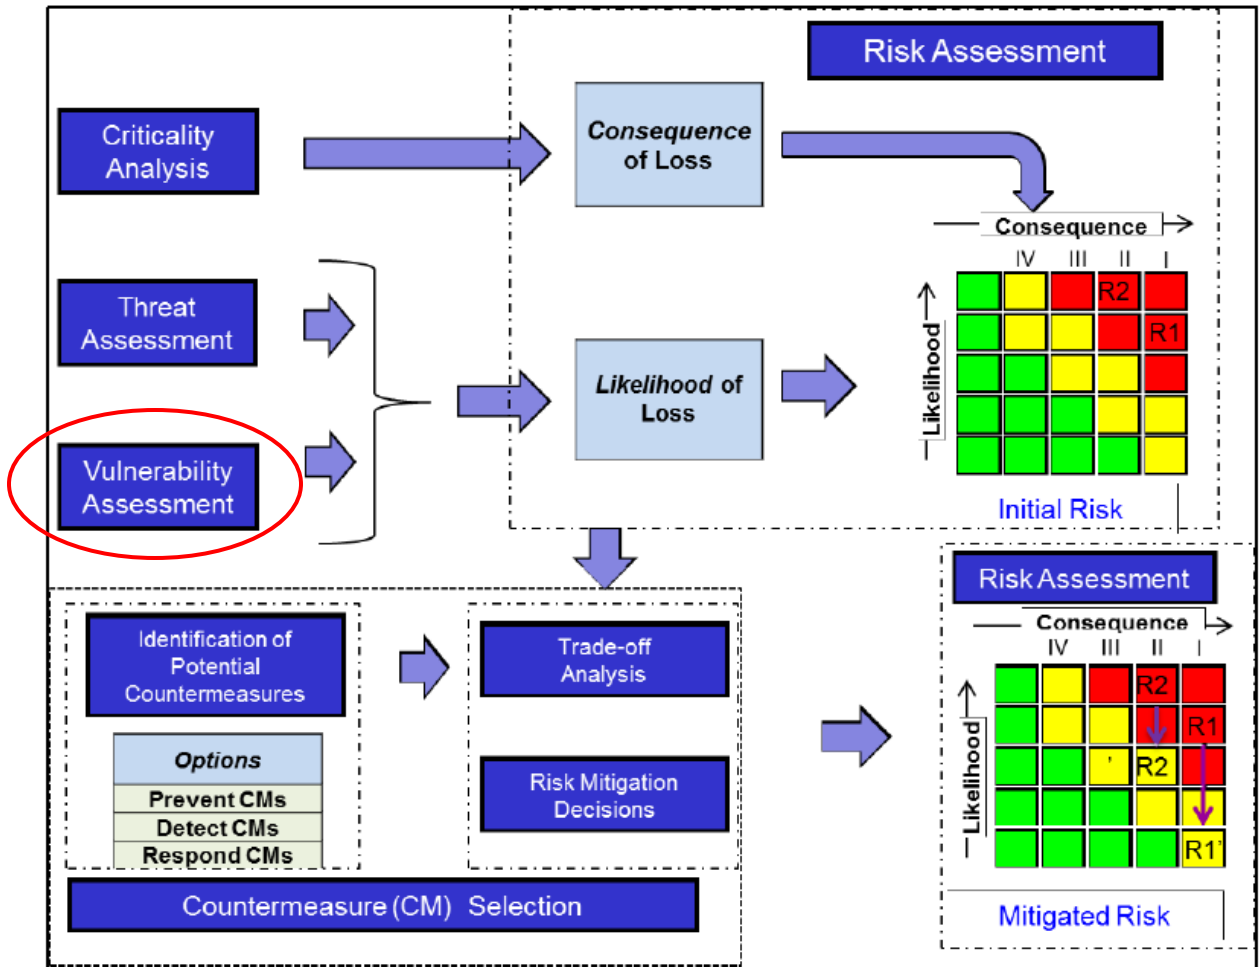 Risk Assessment
Criticality
Analysis
Consequence
of Loss
Consequence
IV III II I
Threat
Assessment
Likelihood of
Loss
Likelihood
R2
R1
Vulnerability
Assessment
Initial Risk
Identification of
Potential
Countermeasures
Options
Prevent CMs
Detect CMs
Respond CMs
Trade-off
Analysis
Risk Mitigation
Decisions
Countermeasure (CM) Selection
Risk Assessment
Consequence
IV III II I
Likelihood
R2
R1
' R2
R1'
Mitigated Risk